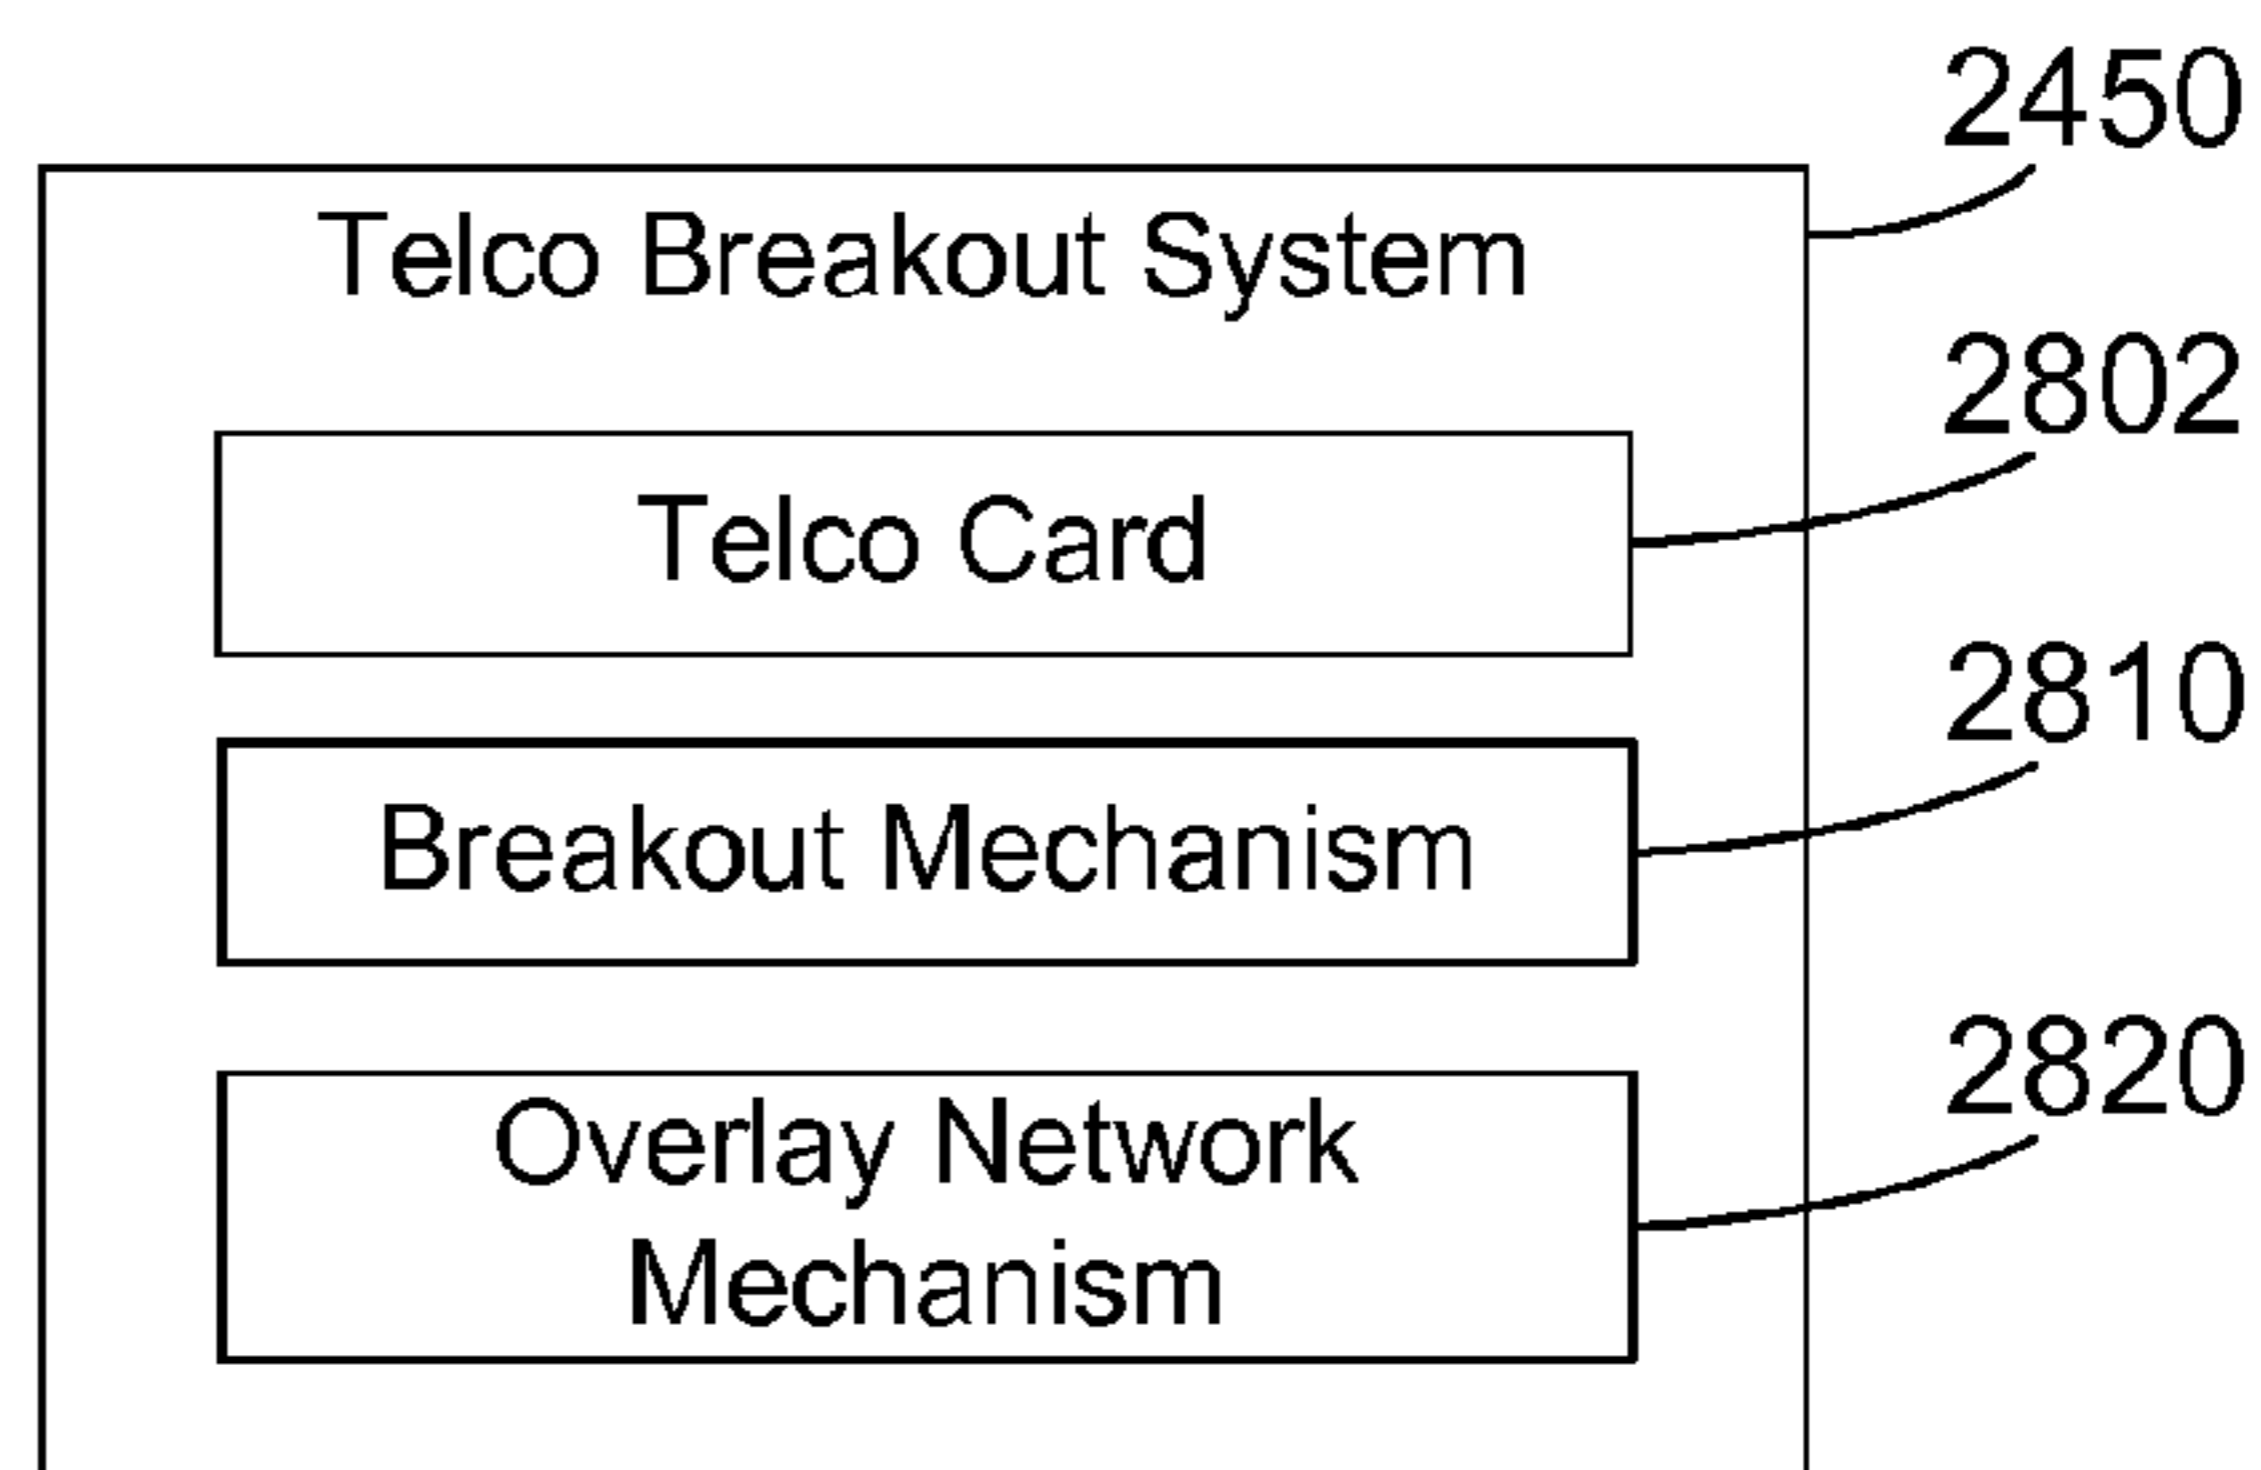 2450
Telco Breakout System
2802
Telco Card
2810
Breakout Mechanism
2820
Overlay Network
Mechanism